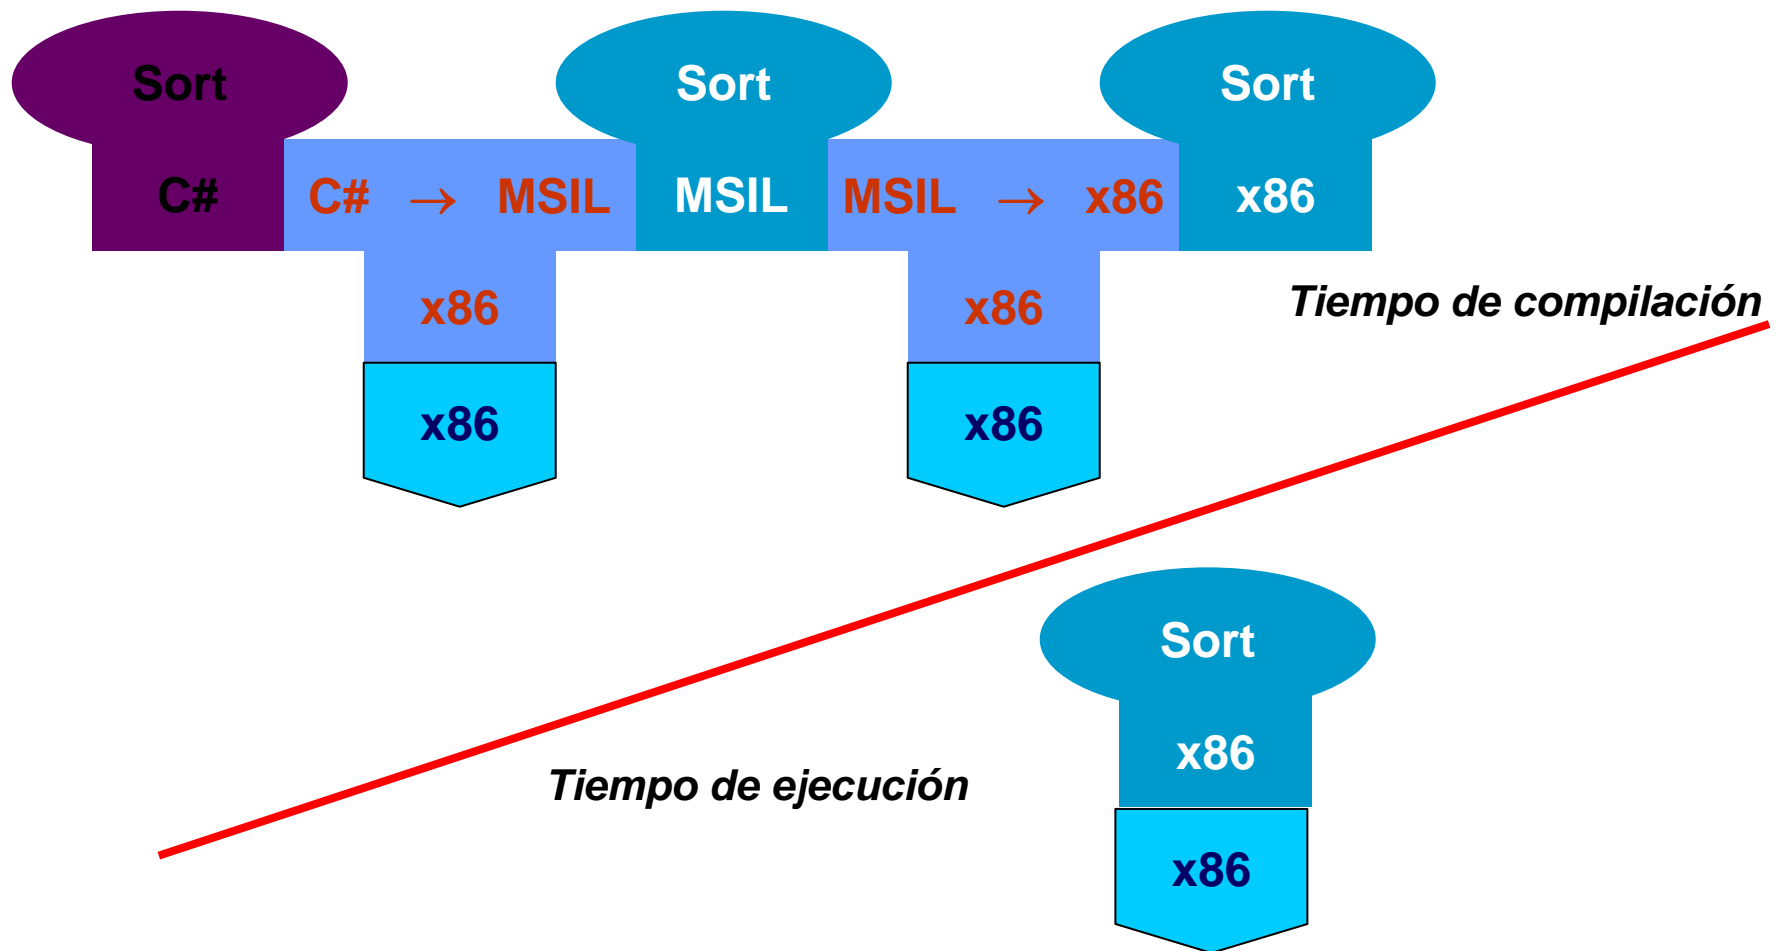 Sort Sort Sort
C# C# → MSIL MSIL MSIL → x86 x86
x86 x86
Tiempo de compilación
x86 x86
Sort
x86
Tiempo de ejecución
x86